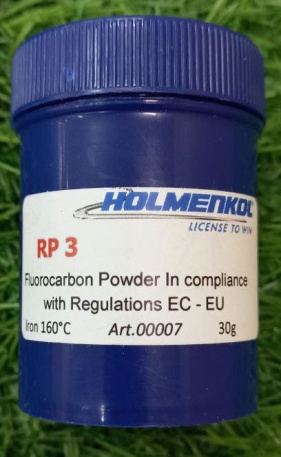 HOLMENKOL
LICENSE TO WIN
RP 3
Fluorocarbon Powder In compliance
with Regulations EC - EU
Iron 160°C Art.00007 30g